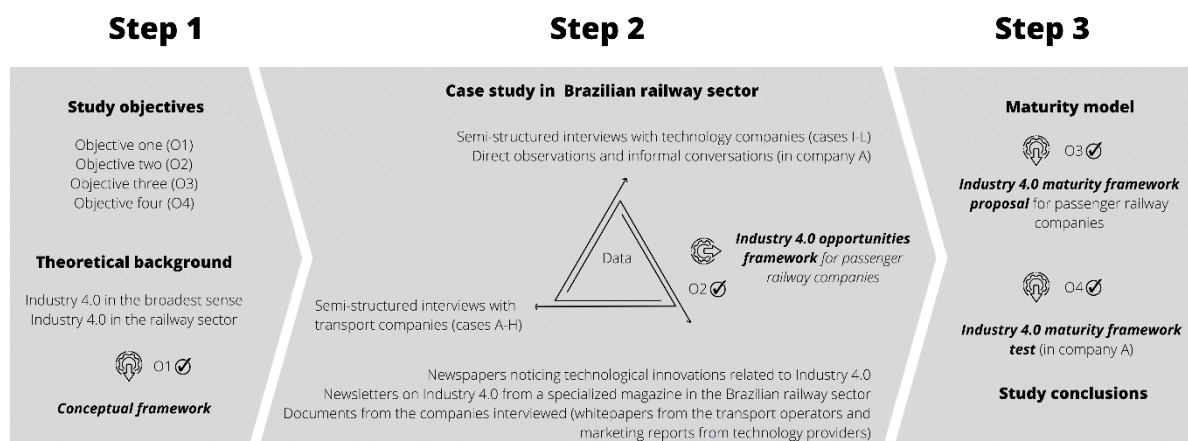 Step 1
Study objectives
Objective one (O1)
Objective two (O2)
Objective three (O3)
Objective four (O4)
Theoretical background
Industry 4.0 in the broadest sense
Industry 4.0 in the railway sector
O1
Conceptual framework
Step 2
Case study in Brazilian railway sector
Semi-structured interviews with technology companies (cases I-L)
Direct observations and informal conversations (in company A)
Data
Industry 4.0 opportunities
framework for passenger
railway companies
O2
Semi-structured interviews with
transport companies (cases A-H)
Newspapers noticing technological innovations related to Industry 4.0
Newsletters on Industry 4.0 from a specialized magazine in the Brazilian railway sector
Documents from the companies interviewed (whitepapers from the transport operators and
marketing reports from technology providers)
Step 3
Maturity model
O3
Industry 4.0 maturity framework
proposal for passenger railway
companies
O4
Industry 4.0 maturity framework
test (in company A)
Study conclusions